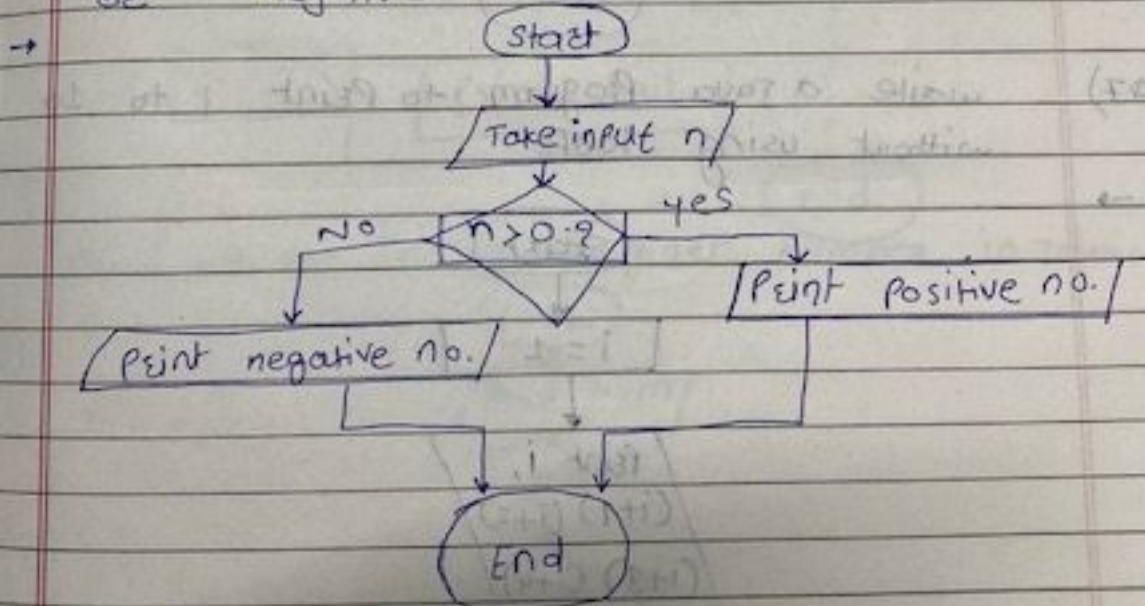 →
Start
Take input n
n>0.?
No
yes
Print positive no.
Print negative no.
End